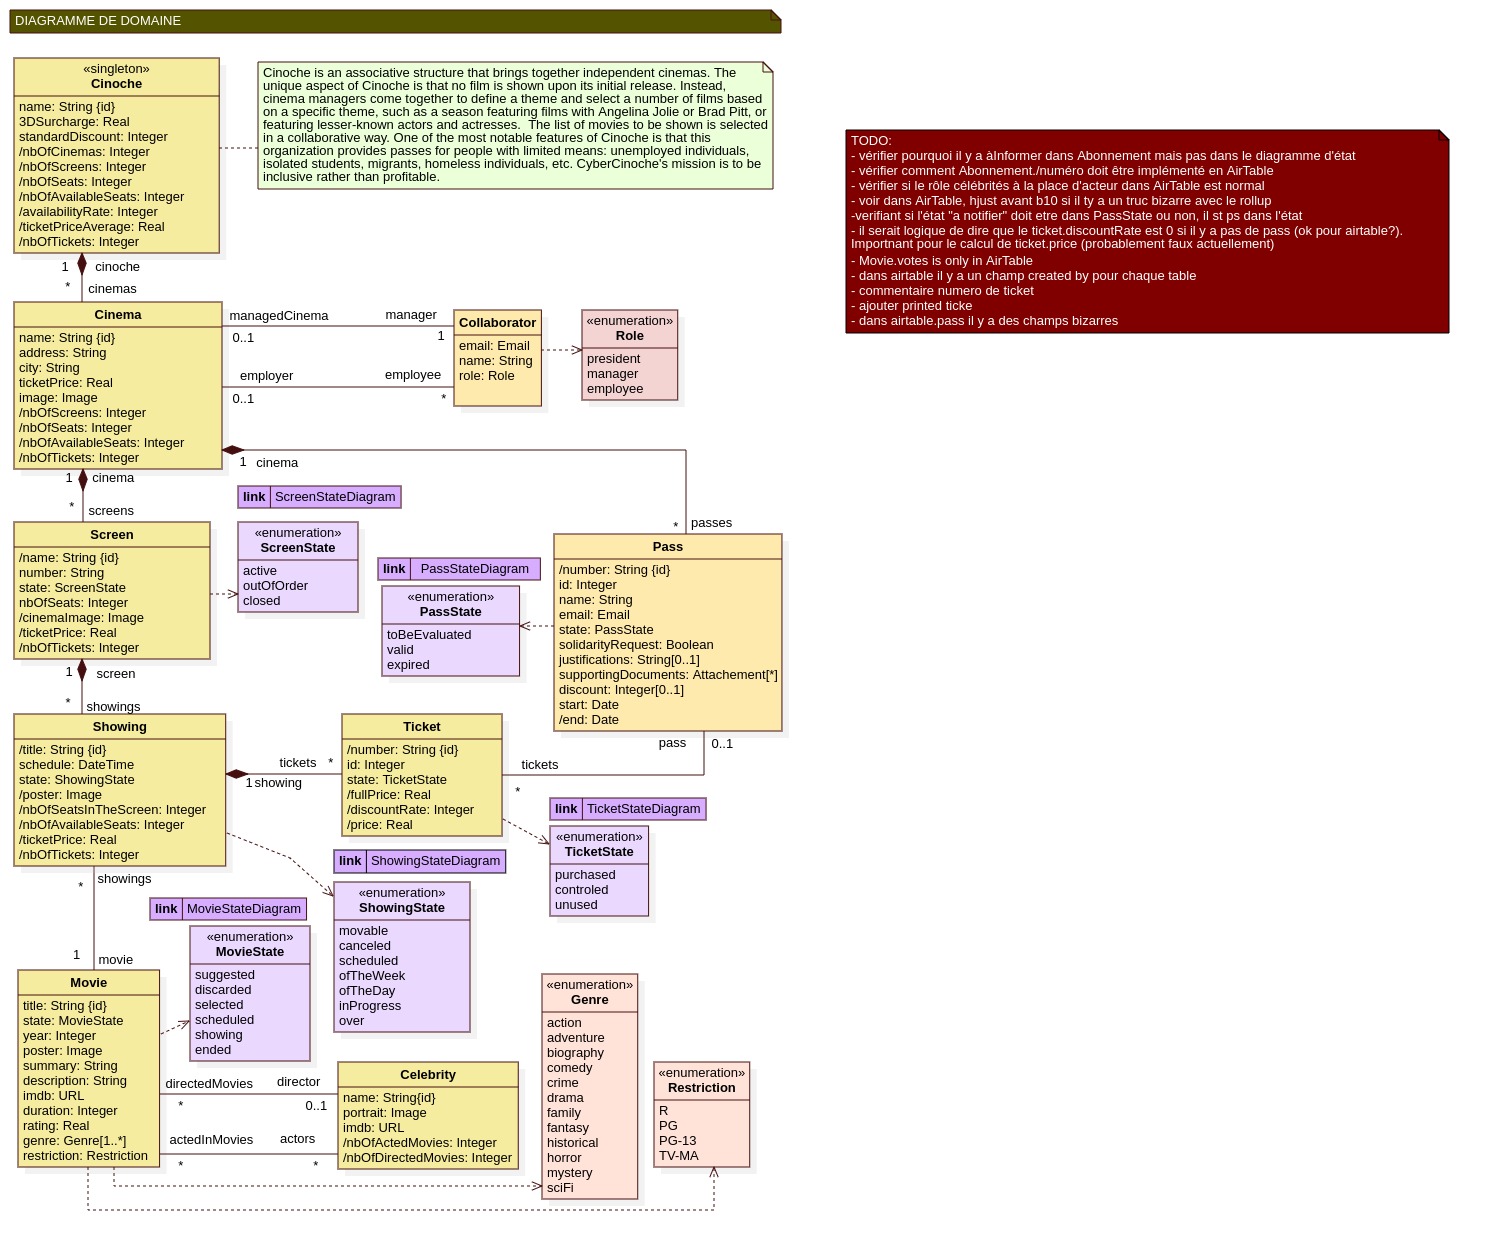 DIAGRAMME DE DOMAINE
«singleton»
Cinoche
name: String {id}
3DSurcharge: Real
standardDiscount: Integer
/nbOfCinemas: Integer
/nbOfScreens: Integer
/nbOfSeats: Integer
/nbOfAvailableSeats: Integer
/availabilityRate: Integer
/ticketPriceAverage: Real
/nbOfTickets: Integer
Cinoche is an associative structure that brings together independent cinemas. The
unique aspect of Cinoche is that no film is shown upon its initial release. Instead,
cinema managers come together to define a theme and select a number of films based
on a specific theme, such as a season featuring films with Angelina Jolie or Brad Pitt, or
featuring lesser-known actors and actresses.  The list of movies to be shown is selected
in a collaborative way. One of the most notable features of Cinoche is that this
organization provides passes for people with limited means: unemployed individuals,
isolated students, migrants, homeless individuals, etc. CyberCinoche's mission is to be
inclusive rather than profitable.
TODO:
- vérifier pourquoi il y a àInformer dans Abonnement mais pas dans le diagramme d'état
- vérifier comment Abonnement./numéro doit être implémenté en AirTable
- vérifier si le rôle célébrités à la place d'acteur dans AirTable est normal
- voir dans AirTable, hjust avant b10 si il ty a un truc bizarre avec le rollup
-verifiant si l'état "a notifier" doit etre dans PassState ou non, il st ps dans l'état
- il serait logique de dire que le ticket.discountRate est 0 si il y a pas de pass (ok pour airtable?).
Importnant pour le calcul de ticket.price (probablement faux actuellement)
- Movie.votes is only in AirTable
- dans airtable il y a un champ created by pour chaque table
- commentaire numero de ticket
- ajouter printed ticke
- dans airtable.pass il y a des champs bizarres
1 cinoche
* cinemas
Cinema
name: String {id}
address: String
city: String
ticketPrice: Real
image: Image
/nbOfScreens: Integer
/nbOfSeats: Integer
/nbOfAvailableSeats: Integer
/nbOfTickets: Integer
managedCinema manager
0..1 1
employer employee
0..1 *
Collaborator
email: Email
name: String
role: Role
«enumeration»
Role
president
manager
employee
1 cinema
* passes
1 cinema
* screens
link ScreenStateDiagram
Screen
/name: String {id}
number: String
state: ScreenState
nbOfSeats: Integer
/cinemaImage: Image
/ticketPrice: Real
/nbOfTickets: Integer
«enumeration»
ScreenState
active
outOfOrder
closed
link PassStateDiagram
«enumeration»
PassState
toBeEvaluated
valid
expired
Pass
/number: String {id}
id: Integer
name: String
email: Email
state: PassState
solidarityRequest: Boolean
justifications: String[0..1]
supportingDocuments: Attachement[*]
discount: Integer[0..1]
start: Date
/end: Date
1 screen
* showings
Showing
/title: String {id}
schedule: DateTime
state: ShowingState
/poster: Image
/nbOfSeatsInTheScreen: Integer
/nbOfAvailableSeats: Integer
/ticketPrice: Real
/nbOfTickets: Integer
tickets *
1 showing
Ticket
/number: String {id}
id: Integer
state: TicketState
/fullPrice: Real
/discountRate: Integer
/price: Real
pass 0..1
tickets
*
link TicketStateDiagram
«enumeration»
TicketState
purchased
controled
unused
link ShowingStateDiagram
«enumeration»
ShowingState
movable
canceled
scheduled
ofTheWeek
ofTheDay
inProgress
over
* showings
1 movie
link MovieStateDiagram
«enumeration»
MovieState
suggested
discarded
selected
scheduled
showing
ended
Movie
title: String {id}
state: MovieState
year: Integer
poster: Image
summary: String
description: String
imdb: URL
duration: Integer
rating: Real
genre: Genre[1..*]
restriction: Restriction
directedMovies director
* 0..1
actedInMovies actors
* *
Celebrity
name: String{id}
portrait: Image
imdb: URL
/nbOfActedMovies: Integer
/nbOfDirectedMovies: Integer
«enumeration»
Genre
action
adventure
biography
comedy
crime
drama
family
fantasy
historical
horror
mystery
sciFi
«enumeration»
Restriction
R
PG
PG-13
TV-MA